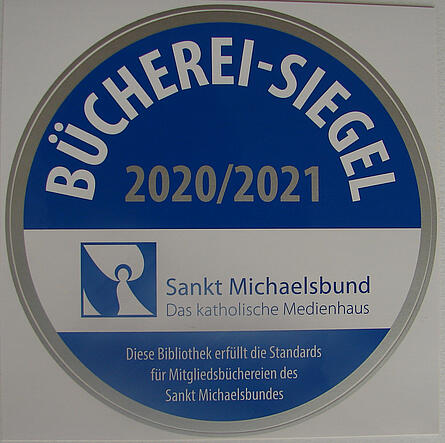 BÜCHEREI-SIEGEL
2020/2021
Sankt Michaelsbund
Das katholische Medienhaus
Diese Bibliothek erfüllt die Standards
für Mitgliedsbüchereien des
Sankt Michaelsbundes